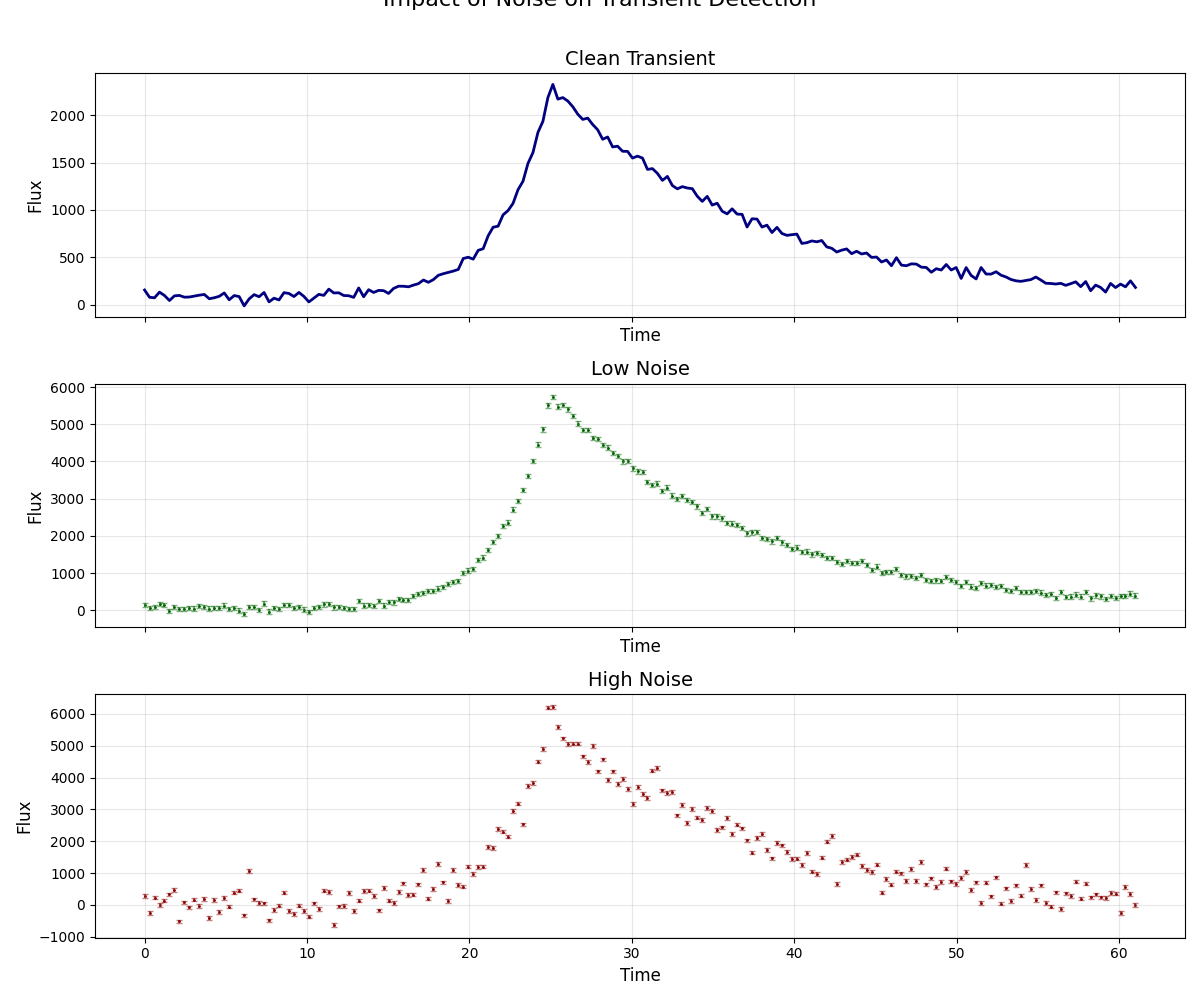 Impact of Noise on Transient Detection
Clean Transient
2000
1500
1000
500
0
Flux
Time
Low Noise
6000
5000
4000
3000
2000
1000
0
Flux
Time
High Noise
6000
5000
4000
3000
2000
1000
0
−1000
Flux
0 10 20 30 40 50 60
Time